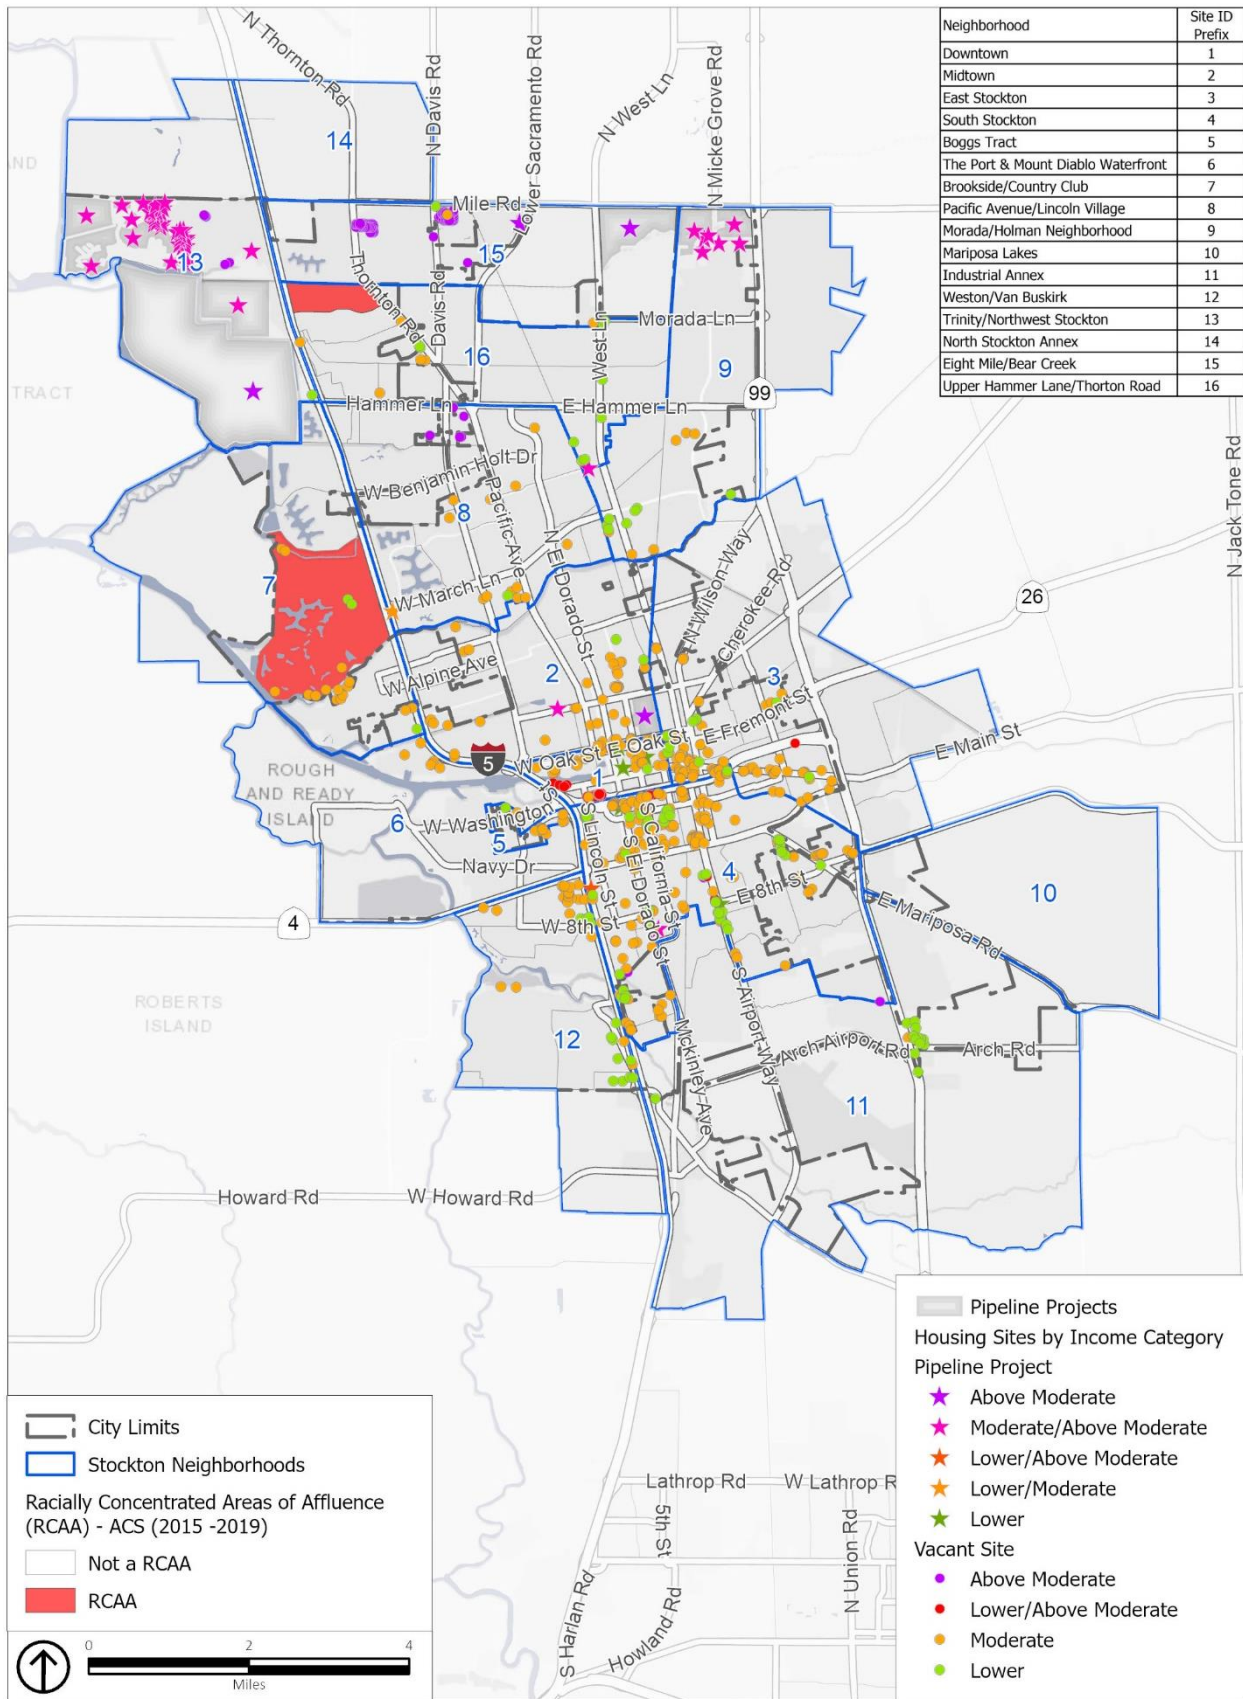 Neighborhood Site ID Prefix
Downtown 1
Midtown 2
East Stockton 3
South Stockton 4
Boggs Tract 5
The Port & Mount Diablo Waterfront 6
Brookside/Country Club 7
Pacific Avenue/Lincoln Village 8
Morada/Holman Neighborhood 9
Mariposa Lakes 10
Industrial Annex 11
Weston/Van Buskirk 12
Trinity/Northwest Stockton 13
North Stockton Annex 14
Eight Mile/Bear Creek 15
Upper Hammer Lane/Thorton Road 16
N Thornton Rd
N Davis Rd
Lower Sacramento Rd
N West Ln
N Micke Grove Rd
14
AND
Mile Rd
13
15
Thornton Rd
Davis Rd
West Ln
Morada Ln
16
9
TRACT
99
Hammer Ln
E Hammer Ln
N Jack Tone Rd
W Benjamin Holt Dr
8
Pacific Ave
N El Dorado St
N Wilson Way
Cherokee Rd
7
W March Ln
26
2
3
W Alpine Ave
E Fremont St
W Oak St
E Oak St
E Main St
5
1
ROUGH
AND READY
ISLAND
6
W Washington St
5
S Lincoln St
S California St
S El Dorado St
Navy Dr
4
E 8th St
10
4
W 8th St
E Mariposa Rd
ROBERTS
ISLAND
12
S Airport Way
Mckinley Ave
Arch Airport Rd
Arch Rd
11
Howard Rd
W Howard Rd
Lathrop Rd
W Lathrop R
5th St
N Union Rd
S Harlan Rd
Howland Rd
City Limits
Stockton Neighborhoods
Racially Concentrated Areas of Affluence
(RCAA) - ACS (2015 -2019)
Not a RCAA
RCAA
0 2 4
Miles
Pipeline Projects
Housing Sites by Income Category
Pipeline Project
Above Moderate
Moderate/Above Moderate
Lower/Above Moderate
Lower/Moderate
Lower
Vacant Site
Above Moderate
Lower/Above Moderate
Moderate
Lower